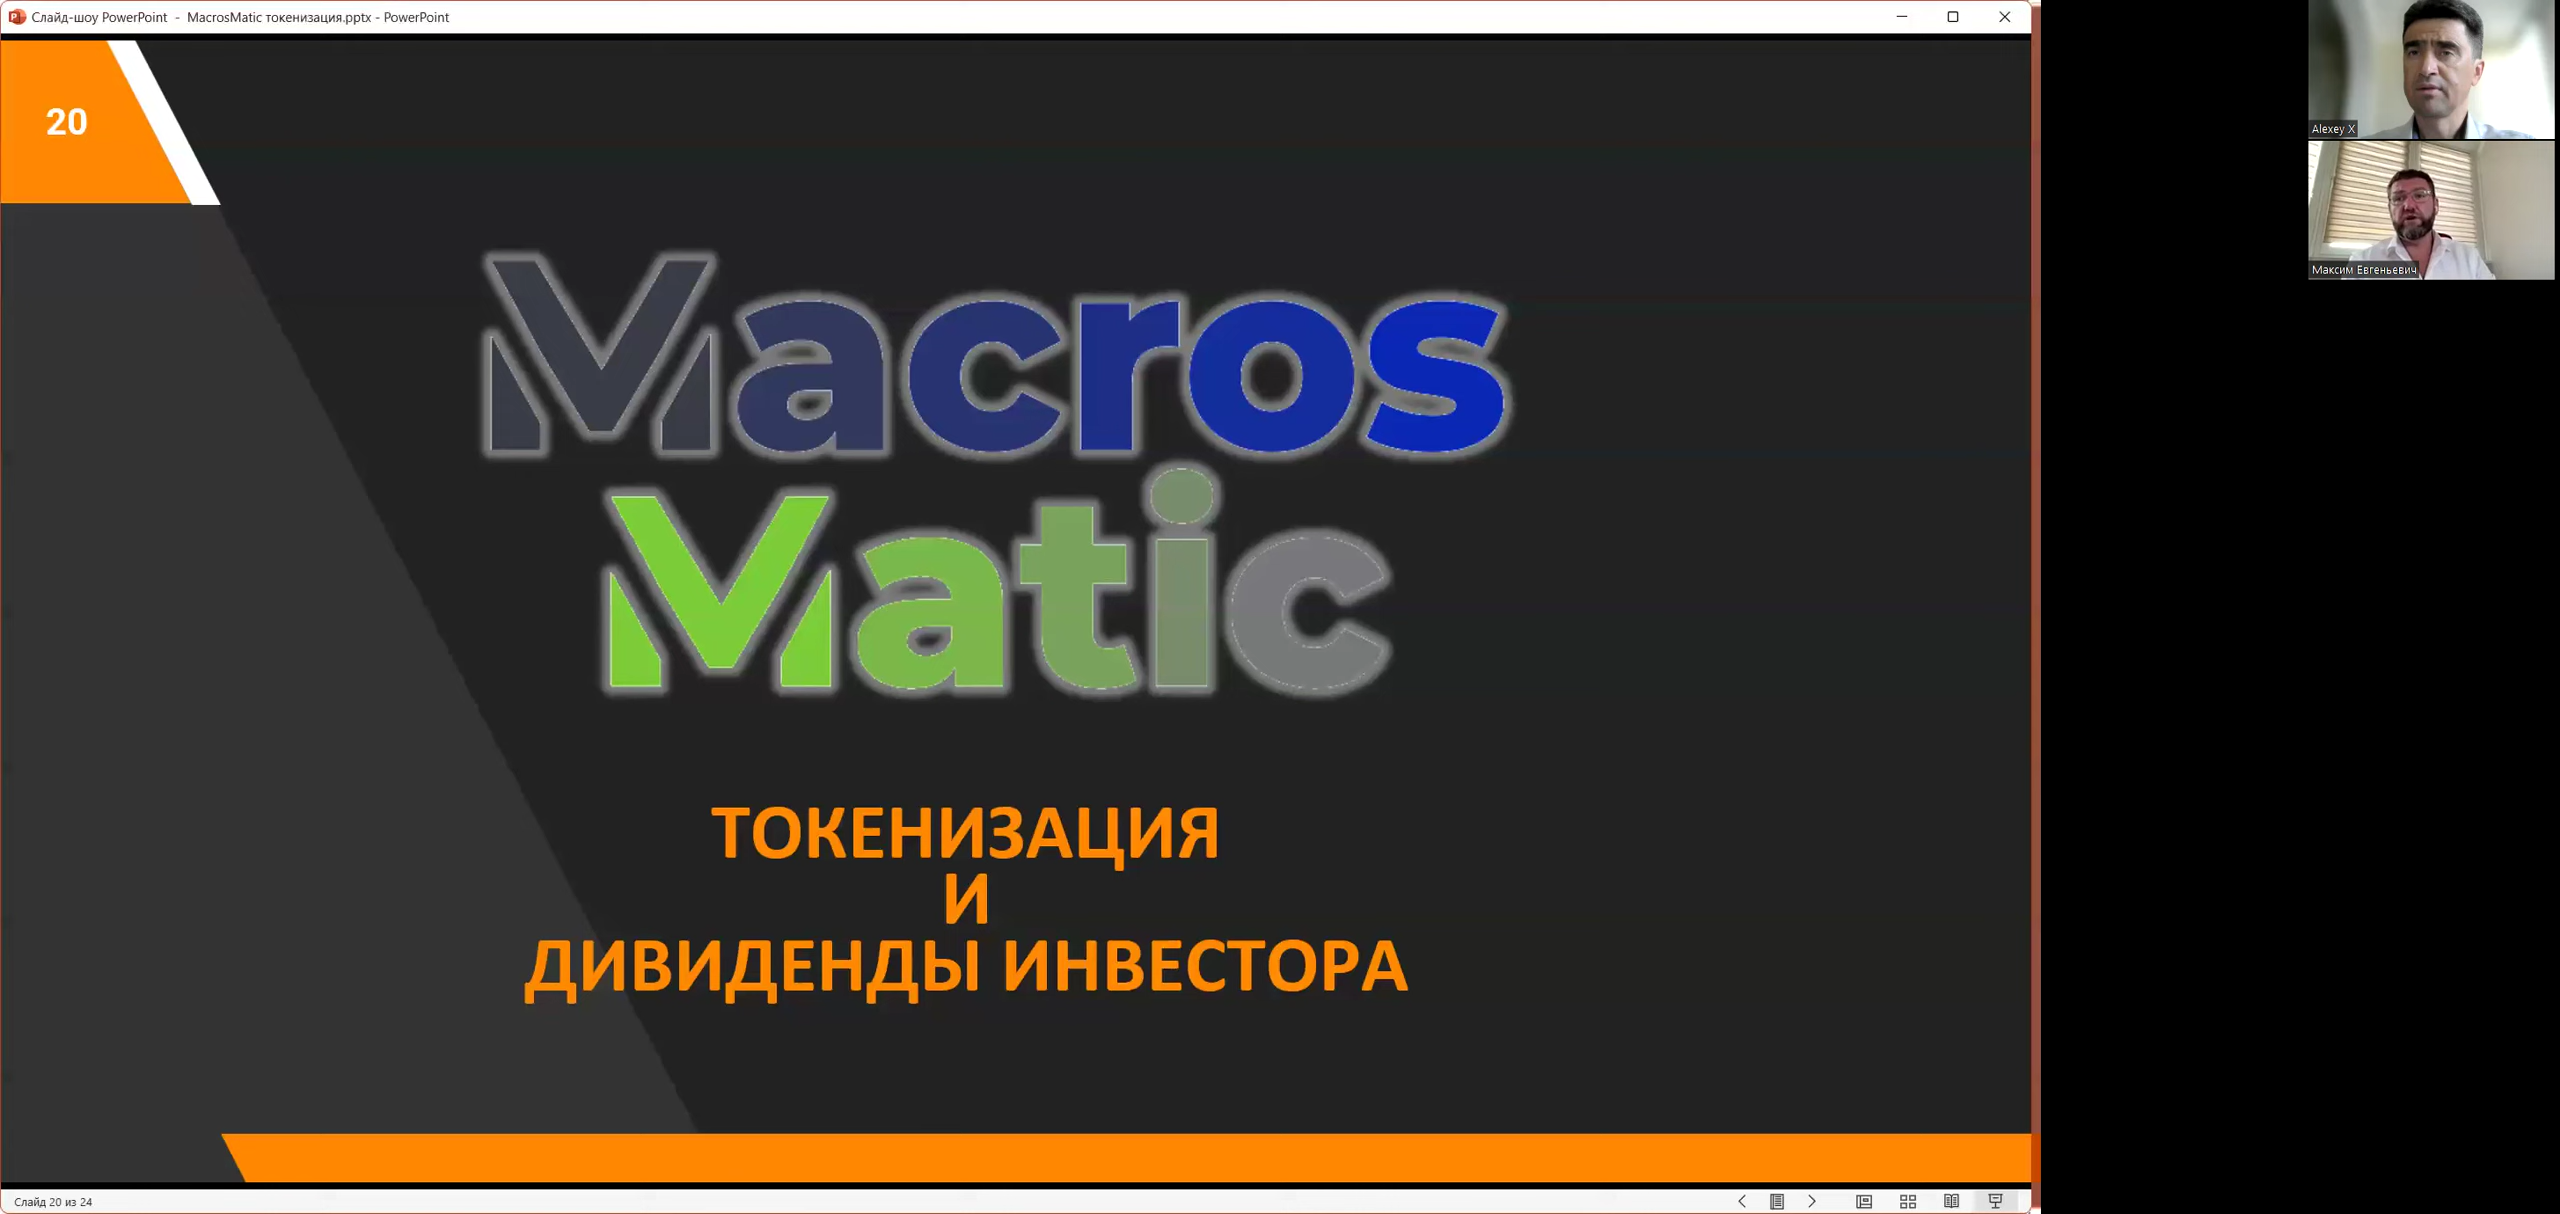 Слайд-шоу PowerPoint - MacrosMatic токенизация.pptx - PowerPoint
20
Macros
Matic
ТОКЕНИЗАЦИЯ
И
ДИВИДЕНДЫ ИНВЕСТОРА
Слайд 20 из 24
Alexey X
Максим Евгеньевич